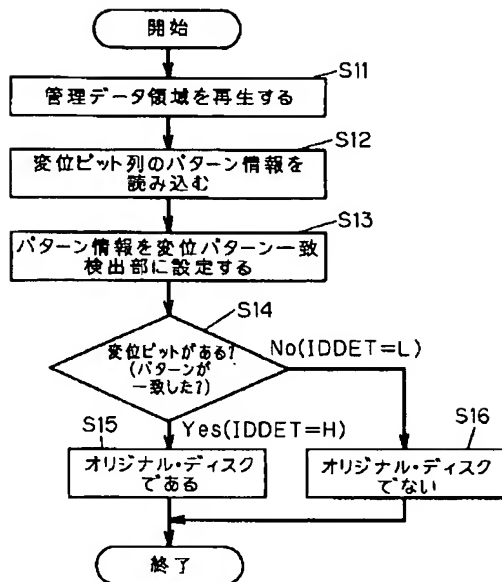 開始
S11
管理データ領域を再生する
S12
変位ピット列のパターン情報を
読み込む
S13
パターン情報を変位パターン一致
検出部に設定する
S14
変位ピットがある?
(パターンが
一致した?)
No(IDDET=L)
Yes(IDDET=H)
S15
オリジナル・ディスク
である
S16
オリジナル・ディスク
でない
終了